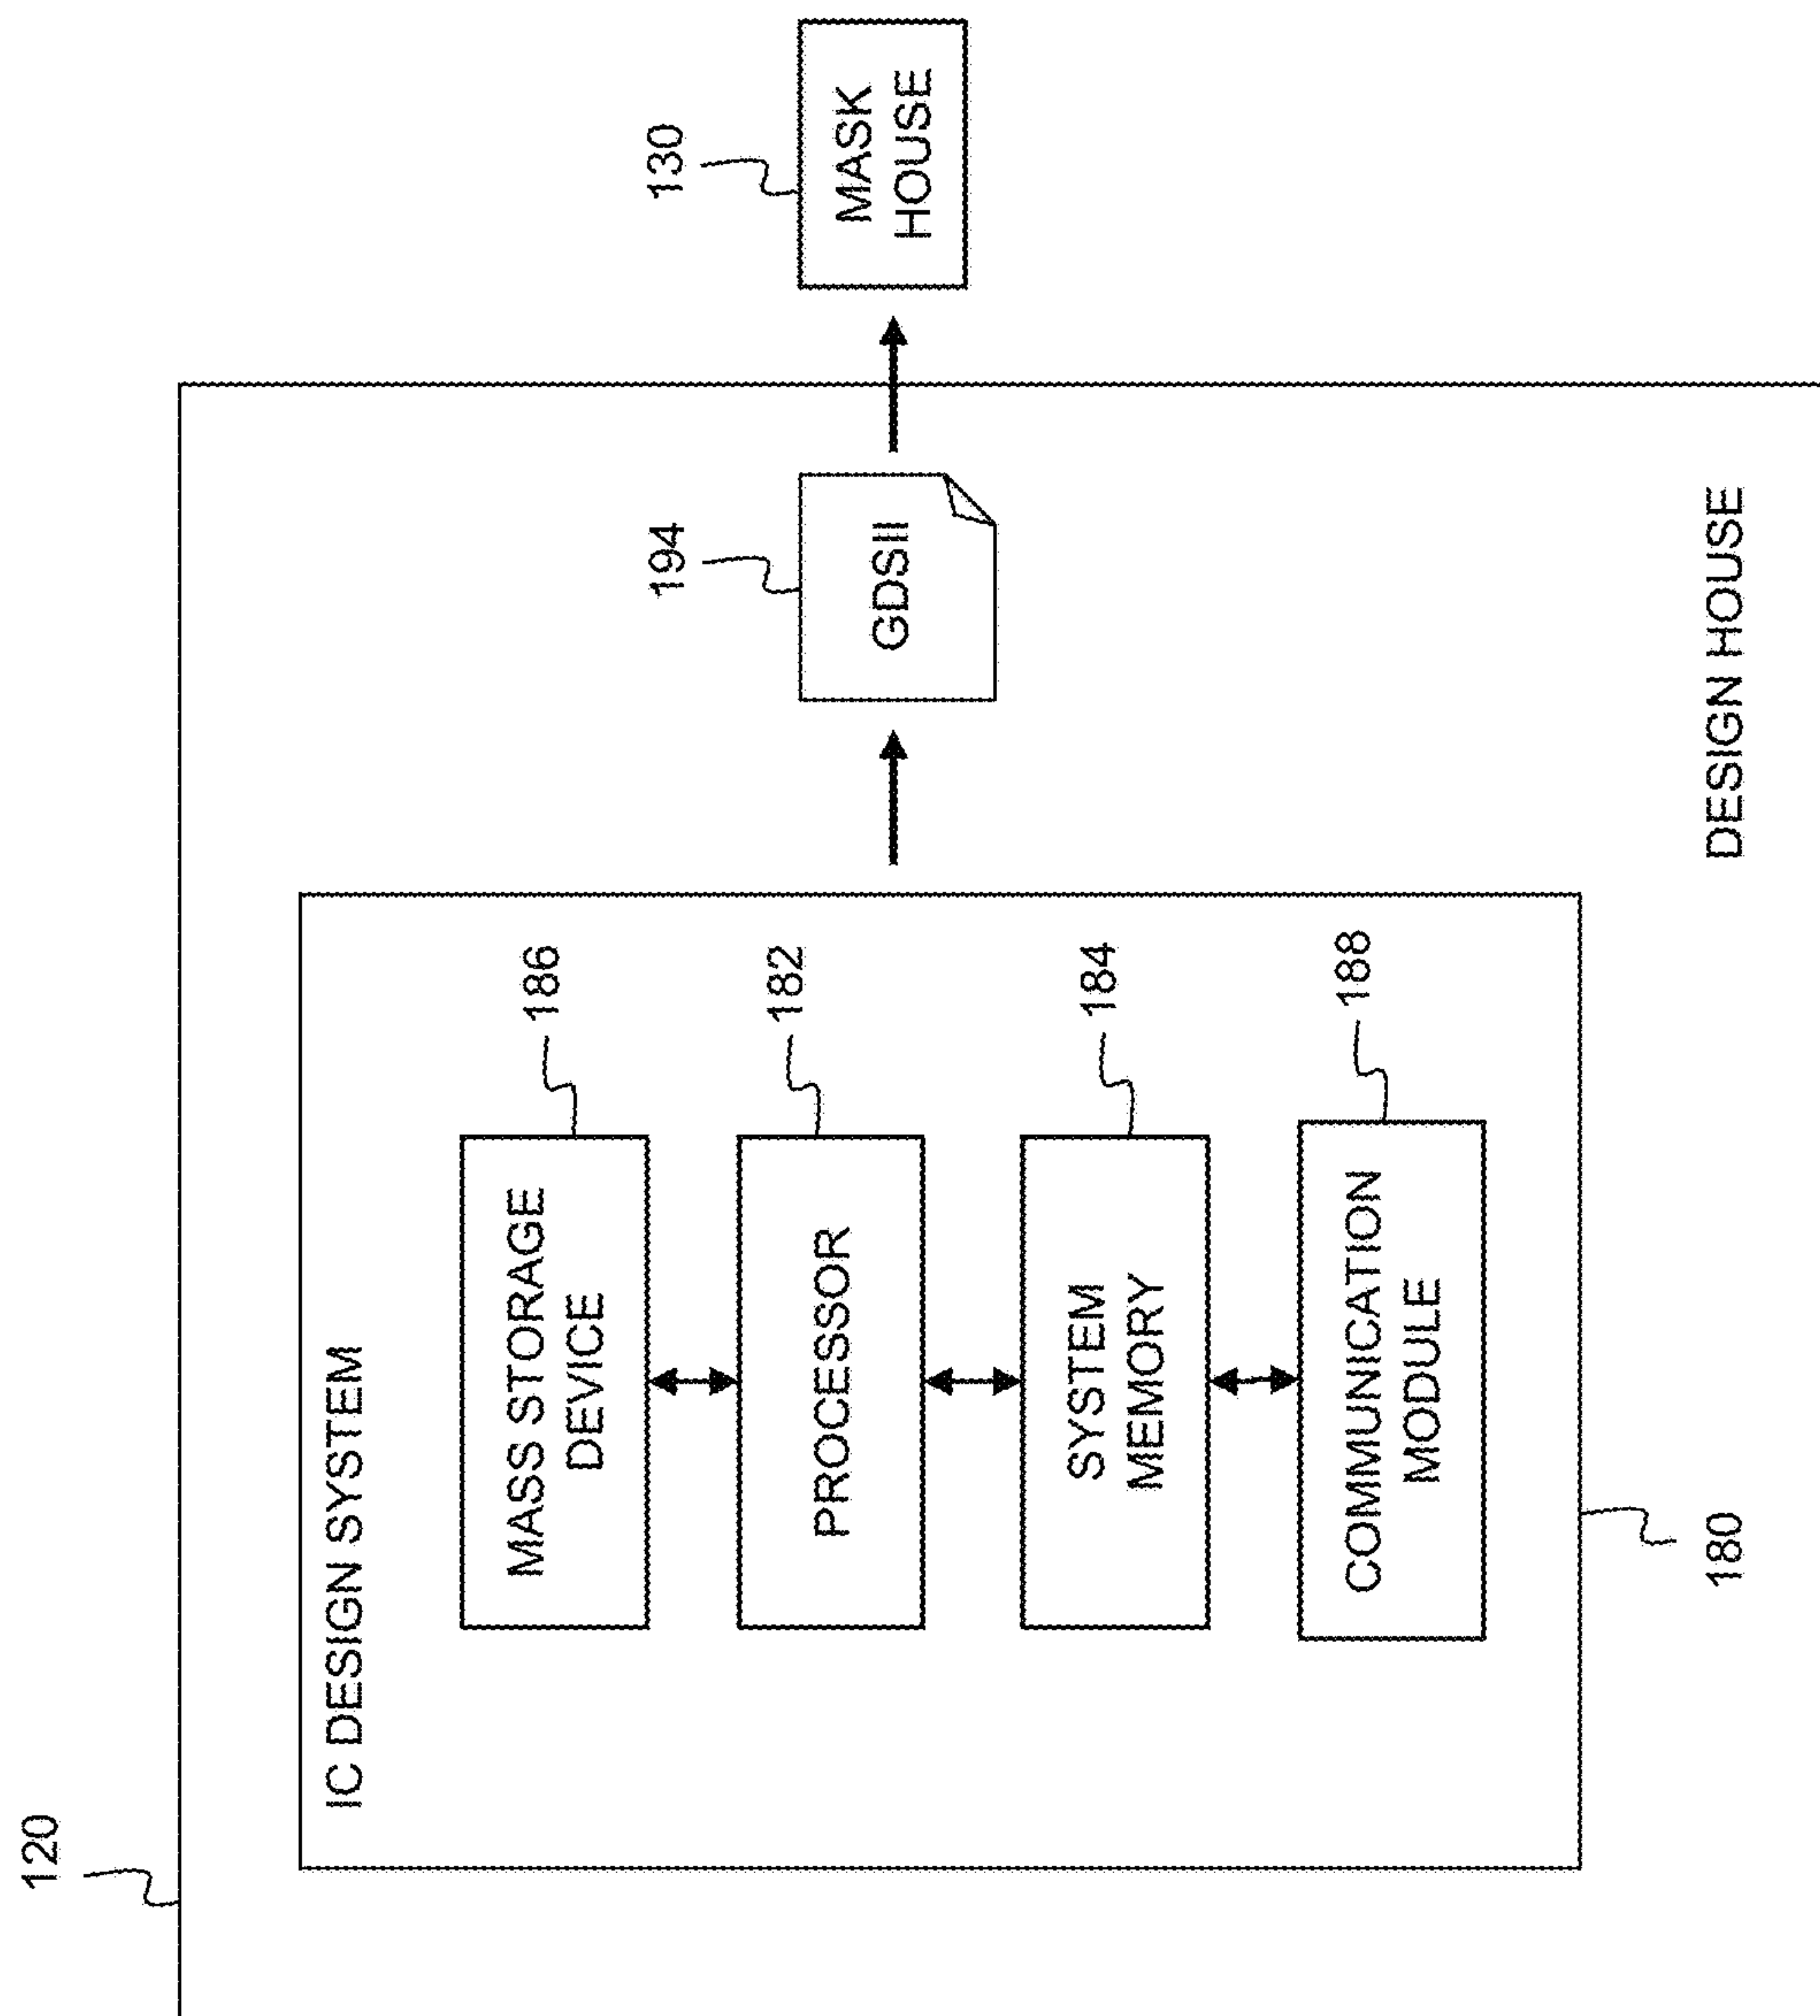 120
IC DESIGN SYSTEM
MASS STORAGE
DEVICE
186
PROCESSOR
182
SYSTEM
MEMORY
184
COMMUNICATION
MODULE
188
180
194
GDSII
130
MASK
HOUSE
DESIGN HOUSE